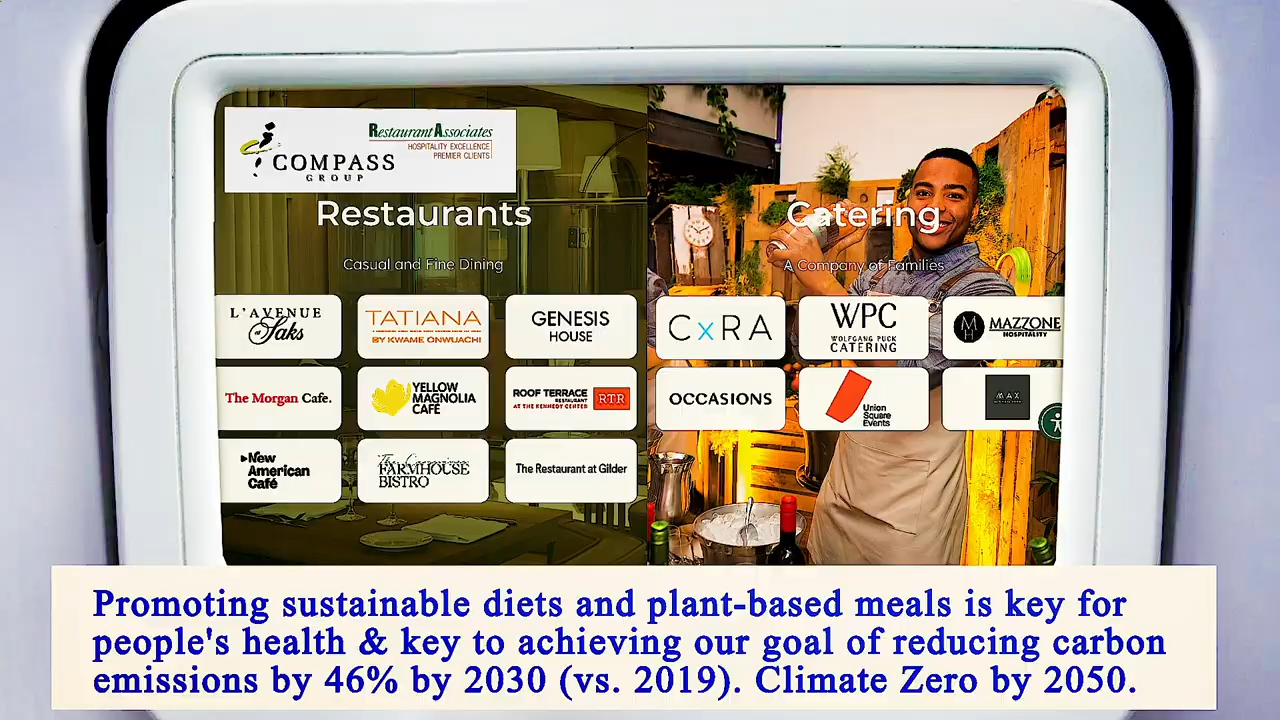 COMPASS
GROUP
Restaurant Associates
HOSPITALITY EXCELLENCE
PREMIER CLIENTS
Restaurants
Casual and Fine Dining
L'AVENUE
Saks
TATIANA
BY KWAME ONWUACHI
GENESIS
HOUSE
The Morgan Cafe.
YELLOW
MAGNOLIA
CAFÉ
ROOF TERRACE
RESTAURANT
AT THE KENNEDY CENTER
RTR
New
American
Café
FARMHOUSE
BISTRO
The Restaurant at Gilder
Catering
A Company of Families
CxRA
WPC
WOLFGANG PUCK
CATERING
MH
MAZZONE
HOSPITALITY
OCCASIONS
Union
Square
Events
MAX
Promoting sustainable diets and plant-based meals is key for
people's health & key to achieving our goal of reducing carbon
emissions by 46% by 2030 (vs. 2019). Climate Zero by 2050.